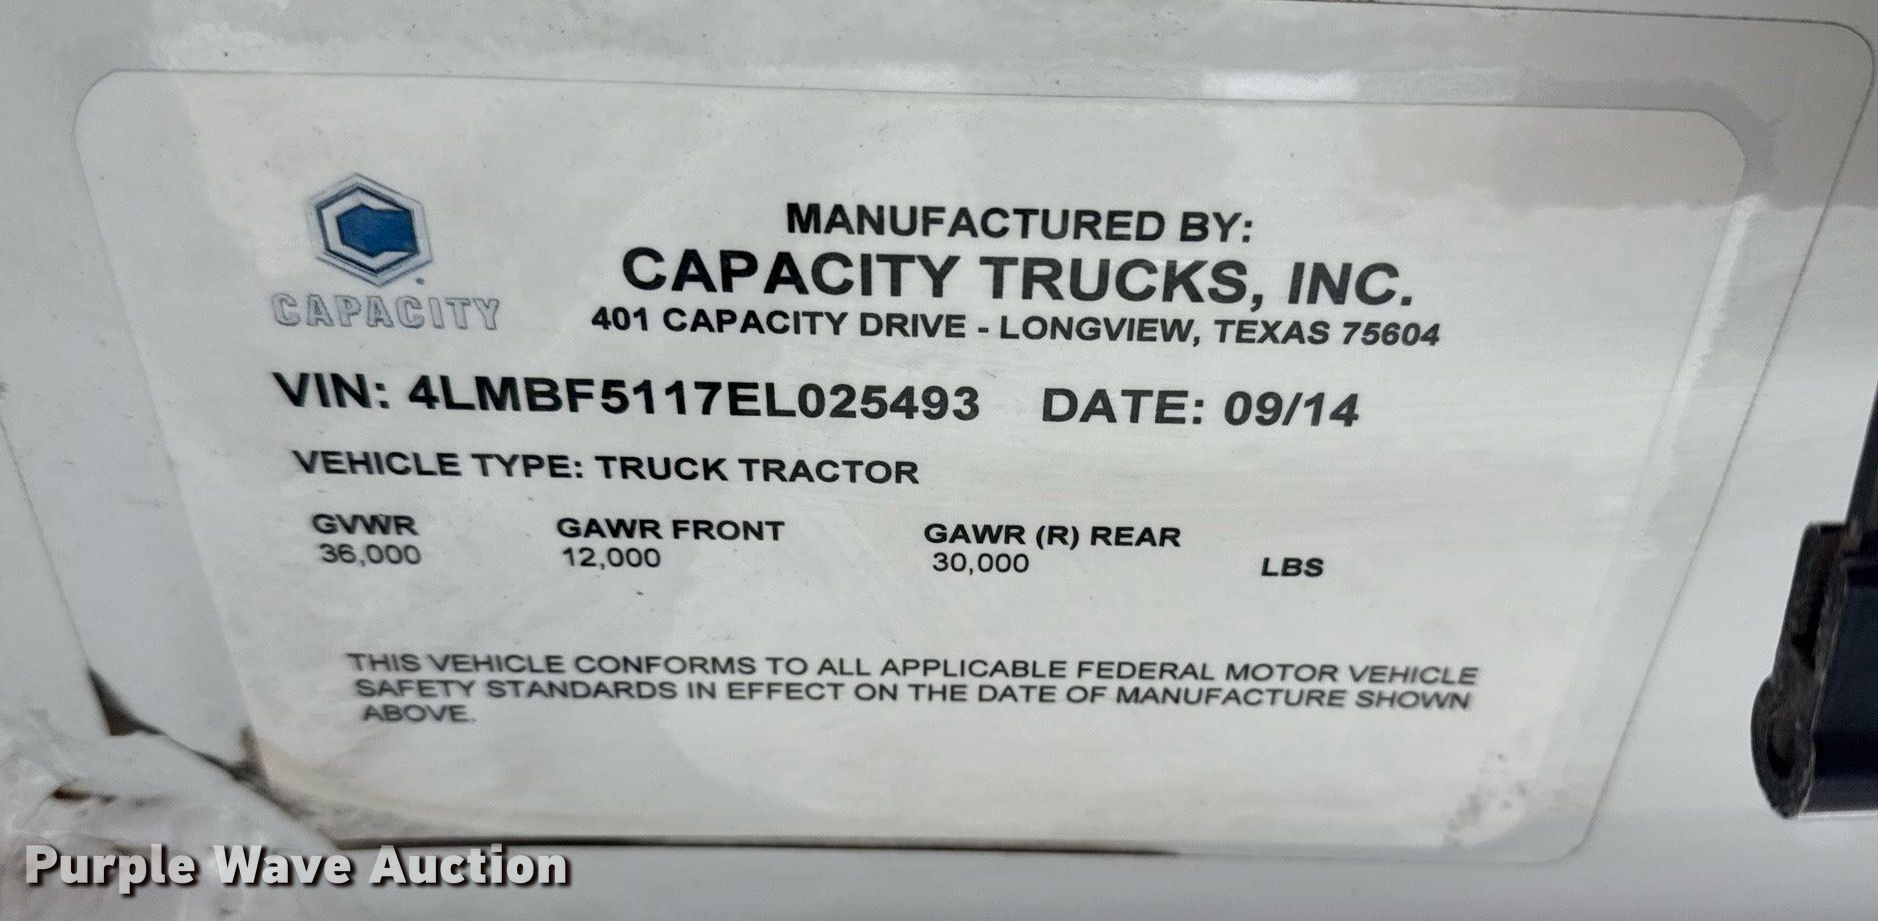 CAPACITY
MANUFACTURED BY:
CAPACITY TRUCKS, INC.
401 CAPACITY DRIVE - LONGVIEW, TEXAS 75604
VIN: 4LMBF5117EL025493 DATE: 09/14
VEHICLE TYPE: TRUCK TRACTOR
GVWR GAWR FRONT GAWR (R) REAR
36,000 12,000 30,000 LBS
THIS VEHICLE CONFORMS TO ALL APPLICABLE FEDERAL MOTOR VEHICLE
SAFETY STANDARDS IN EFFECT ON THE DATE OF MANUFACTURE SHOWN
ABOVE.
Purple Wave Auction